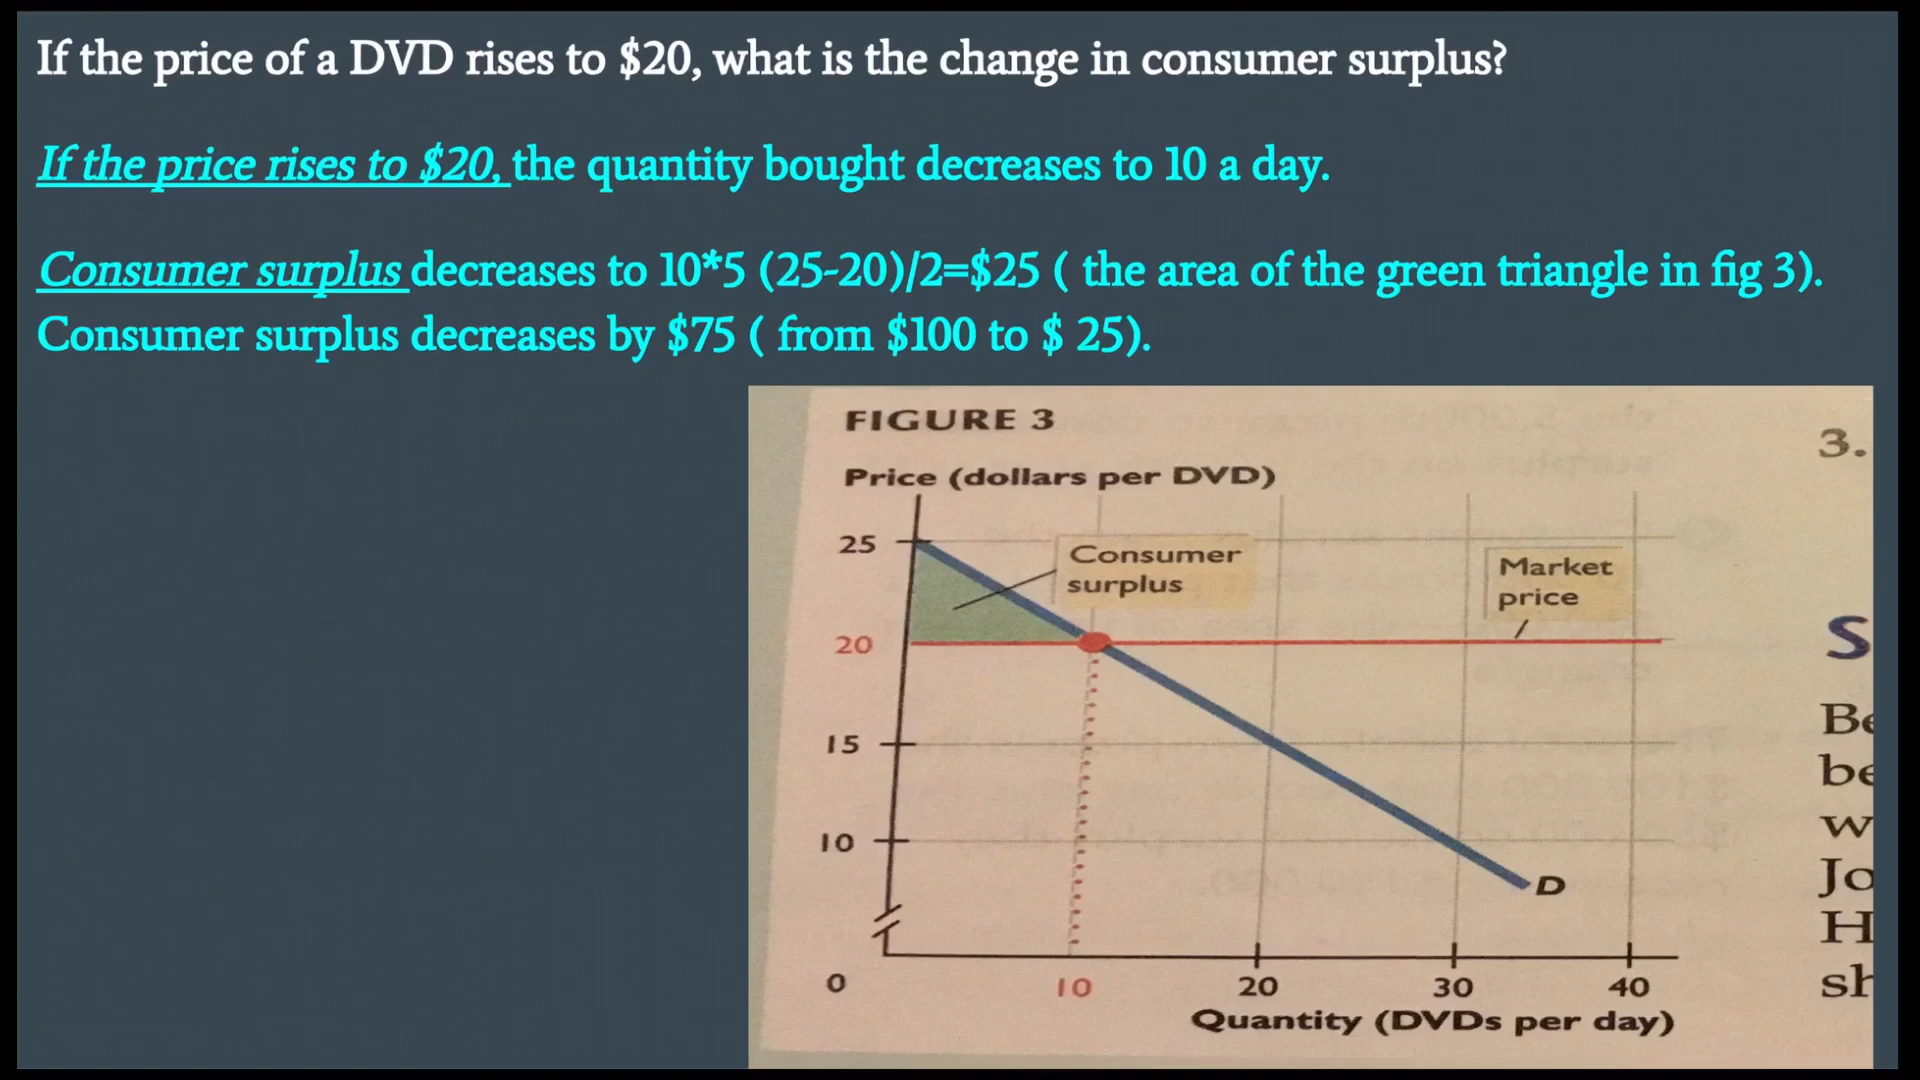 If the price of a DVD rises to $20, what is the change in consumer surplus?
If the price rises to $20, the quantity bought decreases to 10 a day.
Consumer surplus decreases to 10*5 (25-20)/2=$25 ( the area of the green triangle in fig 3).
Consumer surplus decreases by $75 ( from $100 to $ 25).
FIGURE 3
3.
Price (dollars per DVD)
25
Consumer
surplus
Market
price
20
S
Be
15
be
10
w
D
Jo
H
0
10
20
30
40
sh
Quantity (DVDs per day)